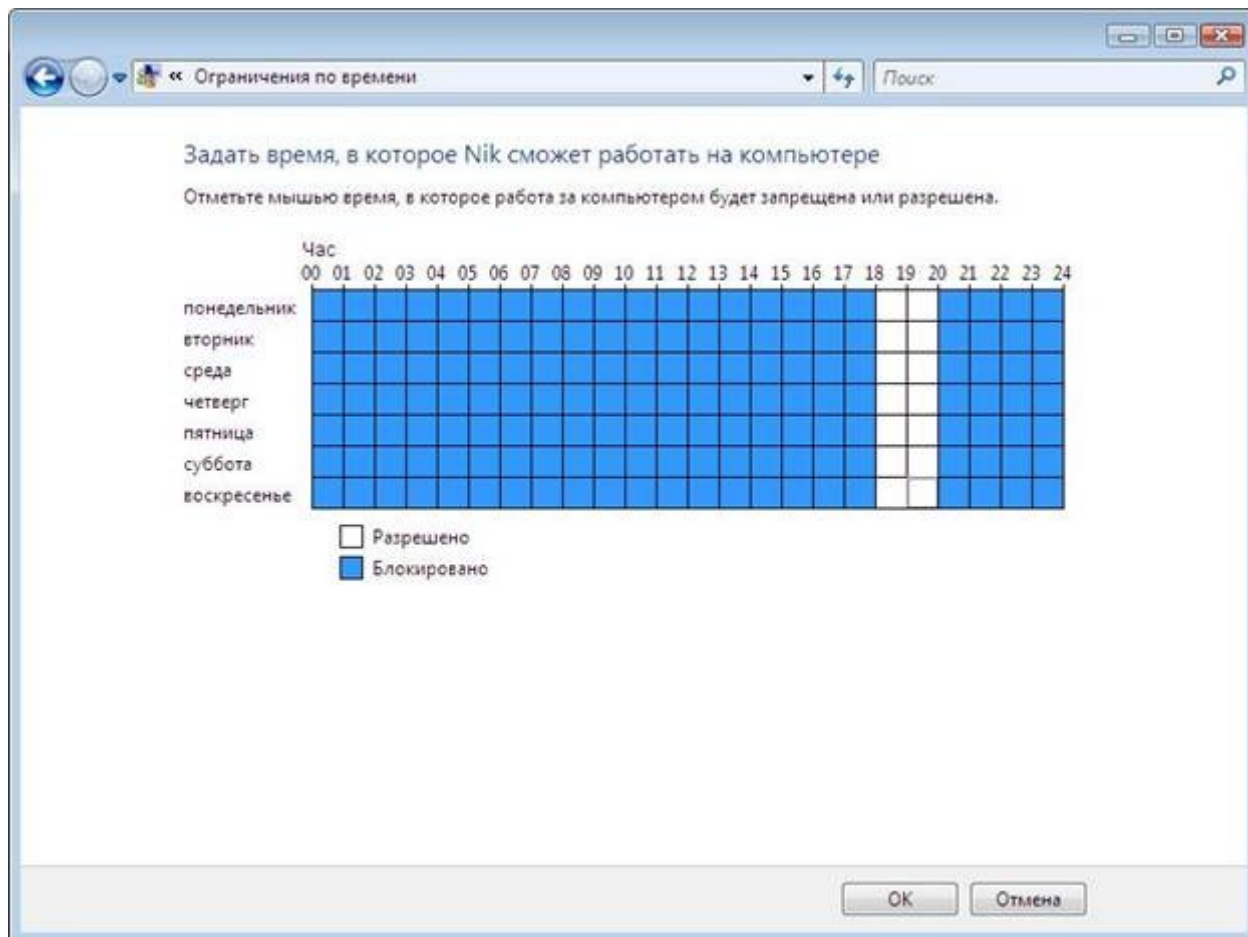 « Ограничения по времени
Поиск
Задать время, в которое Nik сможет работать на компьютере
Отметьте мышью время, в которое работа за компьютером будет запрещена или разрешена.
Час
00 01 02 03 04 05 06 07 08 09 10 11 12 13 14 15 16 17 18 19 20 21 22 23 24
понедельник
вторник
среда
четверг
пятница
суббота
воскресенье
Разрешено
Блокировано
OK Отмена